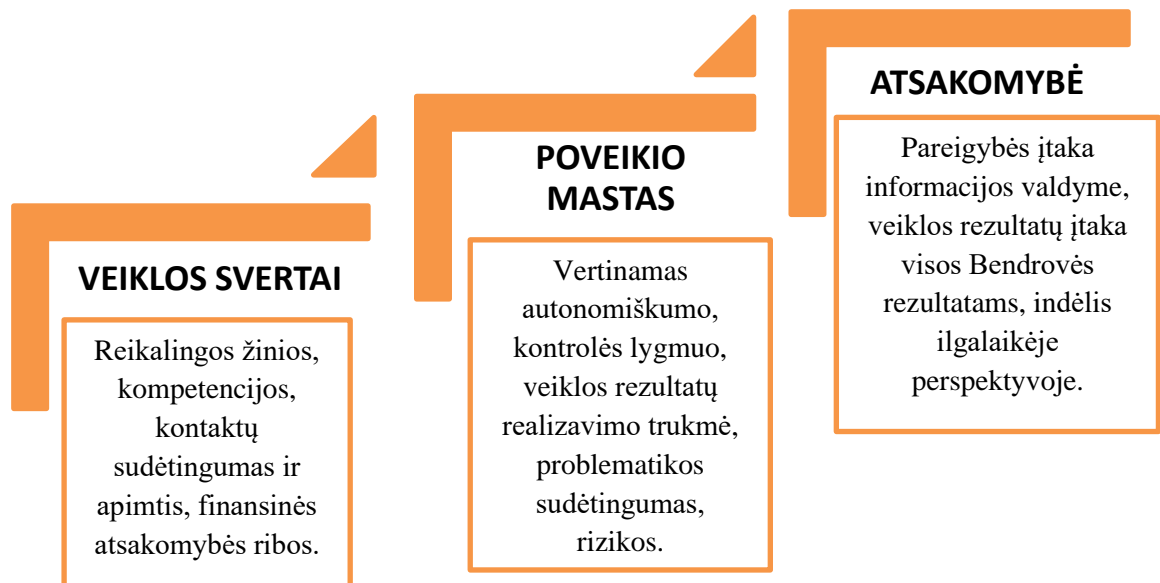 VEIKLOS SVERTAI
Reikalingos žinios,
kompetencijos,
kontaktų
sudėtingumas ir
apimtis, finansinės
atsakomybės ribos.
POVEIKIO
MASTAS
Vertinamas
autonomiškumo,
kontrolės lygmuo,
veiklos rezultatų
realizavimo trukmė,
problematikos
sudėtingumas,
rizikos.
ATSAKOMYBĖ
Pareigybės įtaka
informacijos valdyme,
veiklos rezultatų įtaka
visos Bendrovės
rezultatams, indėlis
ilgalaikėje
perspektyvoje.